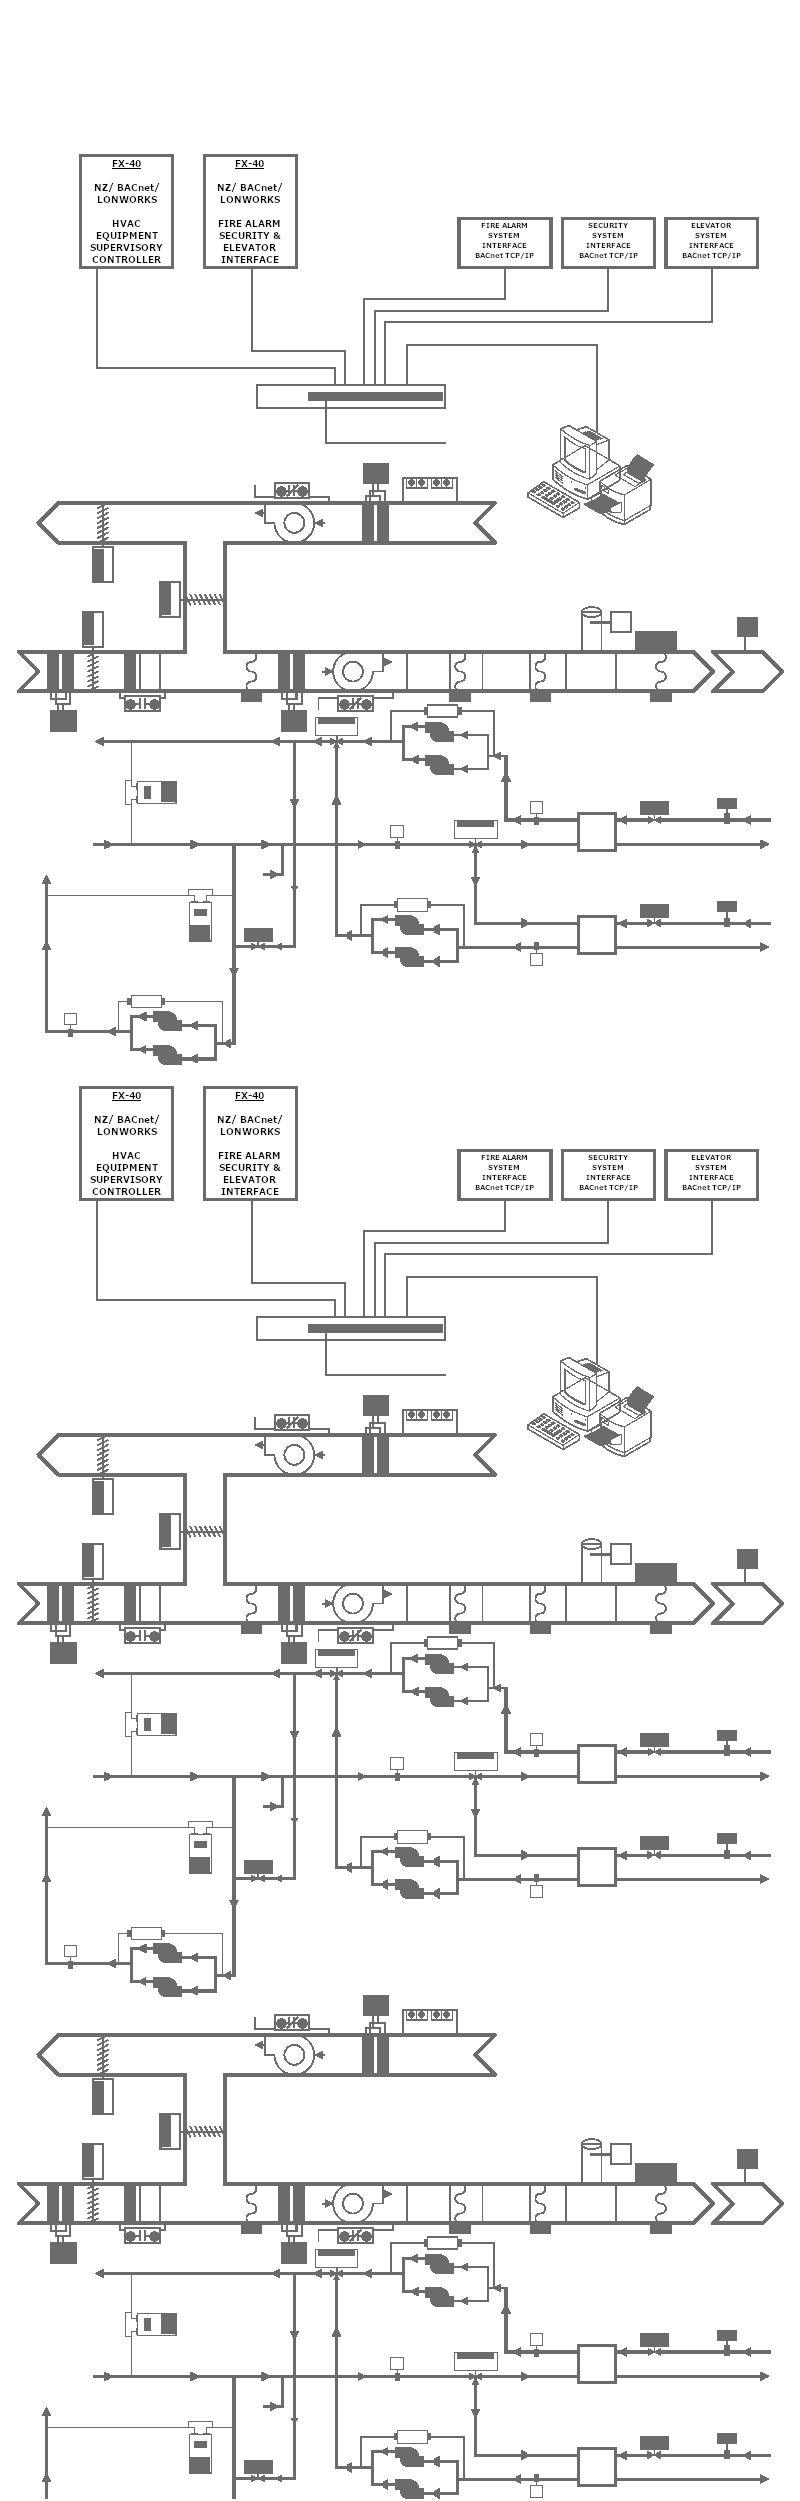 FX-40
NZ/ BACnet/
LONWORKS
HVAC
EQUIPMENT
SUPERVISORY
CONTROLLER
FX-40
NZ/ BACnet/
LONWORKS
FIRE ALARM
SECURITY &
ELEVATOR
INTERFACE
FIRE ALARM
SYSTEM
INTERFACE
BACnet TCP/IP
SECURITY
SYSTEM
INTERFACE
BACnet TCP/IP
ELEVATOR
SYSTEM
INTERFACE
BACnet TCP/IP
FX-40
NZ/ BACnet/
LONWORKS
HVAC
EQUIPMENT
SUPERVISORY
CONTROLLER
FX-40
NZ/ BACnet/
LONWORKS
FIRE ALARM
SECURITY &
ELEVATOR
INTERFACE
FIRE ALARM
SYSTEM
INTERFACE
BACnet TCP/IP
SECURITY
SYSTEM
INTERFACE
BACnet TCP/IP
ELEVATOR
SYSTEM
INTERFACE
BACnet TCP/IP